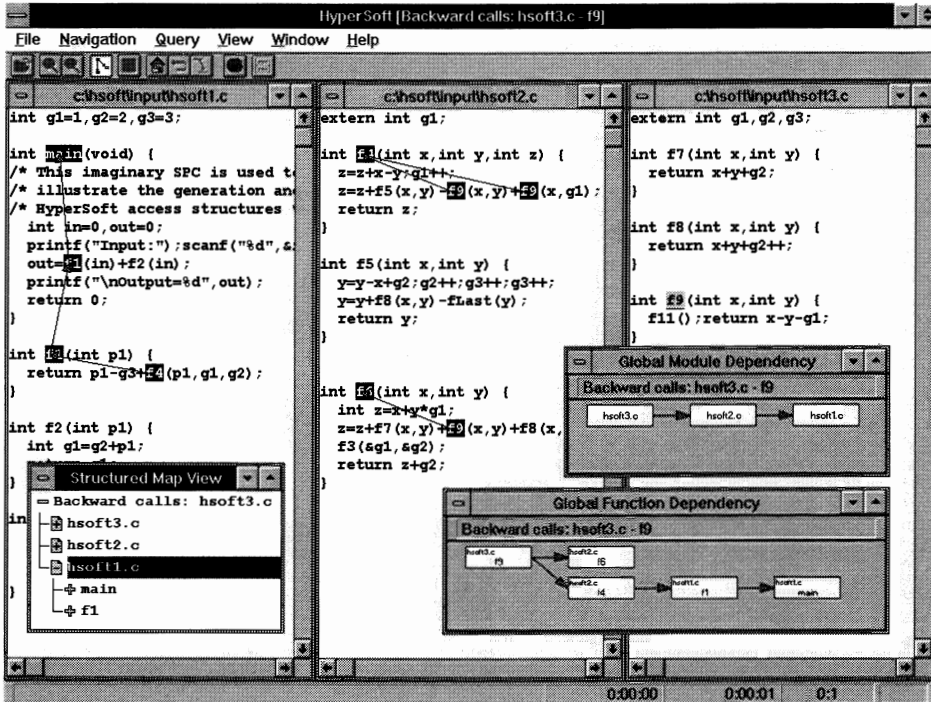 HyperSoft [Backward calls: hsoft3.c - f9]
File Navigation Query View Window Help
c:\hsoft\input\hsoft1.c
int g1=1,g2=2,g3=3;
int main(void) {
/* This imaginary SPC is used to
/* illustrate the generation and
/* HyperSoft access structures
int in=0,out=0;
printf("Input:");scanf("%d",&
out=f1(in)+f2(in);
printf("\nOutput=%d",out);
return 0;
}
int f1(int p1) {
return p1-g3+f4(p1,g1,g2);
}
int f2(int p1) {
int g1=g2+p1;
}
in
}
c:\hsoft\input\hsoft2.c
extern int g1;
int f4(int x,int y,int z) {
z=z+x-y;g1++;
z=z+f5(x,y)-f9(x,y)+f9(x,g1);
return z;
}
int f5(int x,int y) {
y=y-x+g2;g2++;g3++;g3++;
y=y+f8(x,y)-fLast(y);
return y;
}
int f6(int x,int y) {
int z=x+y*g1;
z=z+f7(x,y)+f9(x,y)+f8(x,
f3(&g1,&g2);
return z+g2;
}
c:\hsoft\input\hsoft3.c
extern int g1,g2,g3;
int f7(int x,int y) {
return x+y+g2;
}
int f8(int x,int y) {
return x+y+g2++;
}
int f9(int x,int y) {
f11();return x-y-g1;
}
Global Module Dependency
Backward calls: hsoft3.c - f9
hsoft3.c hsoft2.c hsoft1.c
Structured Map View
Backward calls: hsoft3.c
hsoft3.c
hsoft2.c
hsoft1.c
main
f1
Global Function Dependency
Backward calls: hsoft3.c - f9
hsoft3.c
f9
hsoft2.c
f6
hsoft2.c
f4
hsoft1.c
f1
hsoft1.c
main
0:00:00 0:00:01 0:1